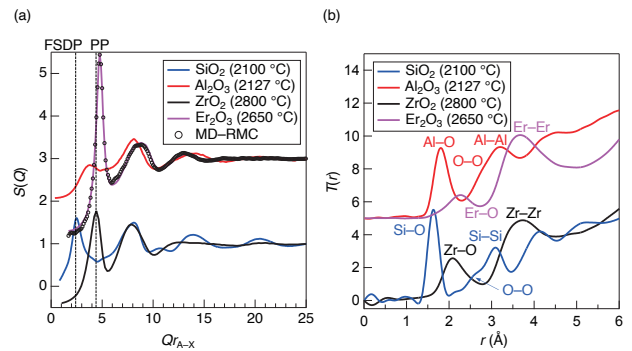 (a)
FSDP PP
SiO₂ (2100 °C)
Al₂O₃ (2127 °C)
ZrO₂ (2800 °C)
Er₂O₃ (2650 °C)
MD–RMC
S(Q)
5
4
3
2
1
0
0 5 10 15 20 25
Qr_A–X
(b)
SiO₂ (2100 °C)
Al₂O₃ (2127 °C)
ZrO₂ (2800 °C)
Er₂O₃ (2650 °C)
T(r)
14
12
10
8
6
4
2
0
Er–Er
Al–O
Al–Al
O–O
Er–O
Zr–Zr
Si–O
Si–Si
Zr–O
O–O
0 1 2 3 4 5 6
r (Å)